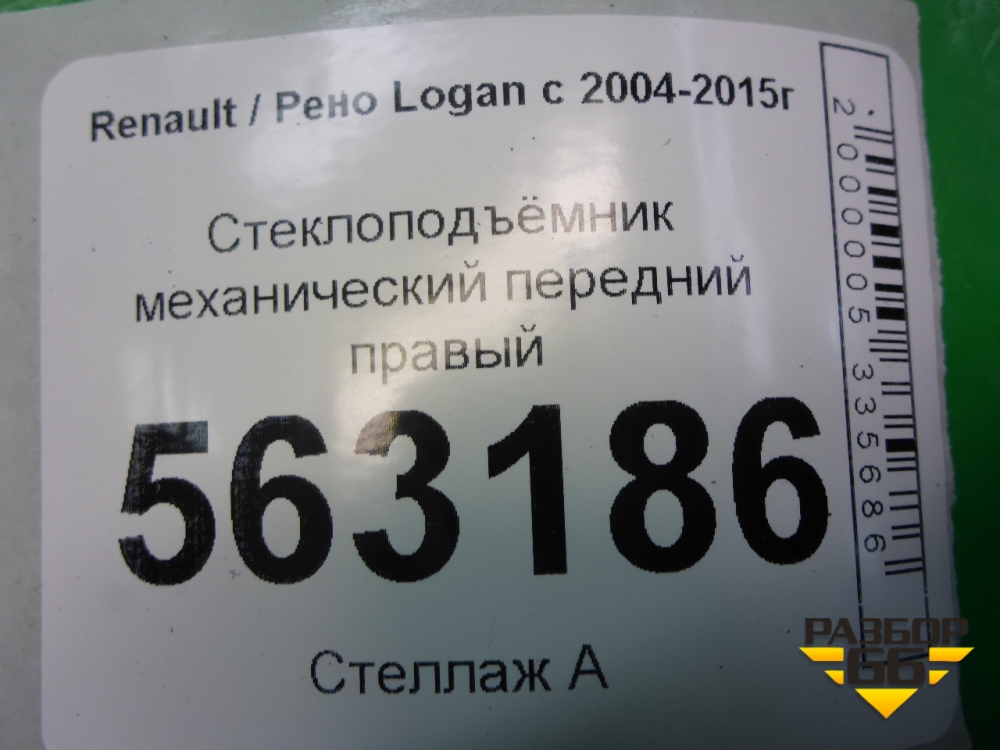 Renault / Рено Logan с 2004-2015г
Стеклоподъёмник
механический передний
правый
563186
Стеллаж А
2000005335686
РАЗБОР
66